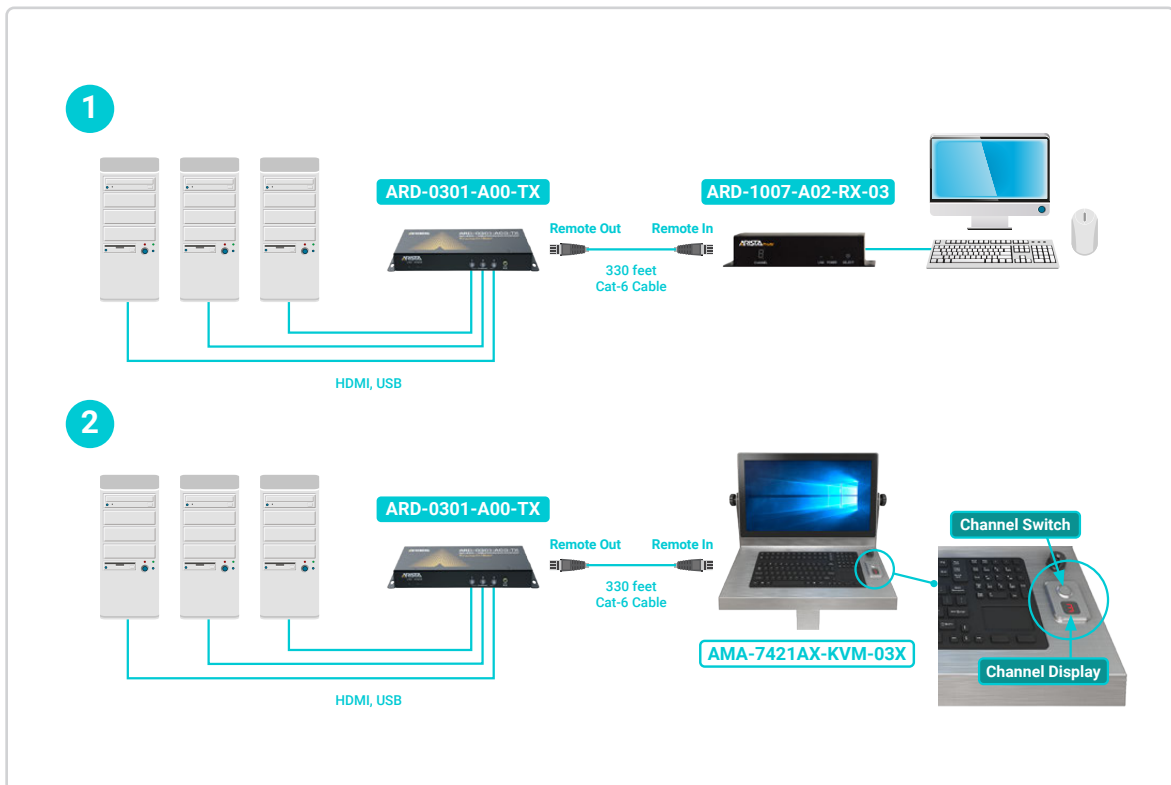 1
ARD-0301-A00-TX
ARD-1007-A02-RX-03
Remote Out
Remote In
330 feet
Cat-6 Cable
ARISTA
HDMI, USB
2
ARD-0301-A00-TX
Remote Out
Remote In
330 feet
Cat-6 Cable
Channel Switch
3
Channel Display
AMA-7421AX-KVM-03X
HDMI, USB